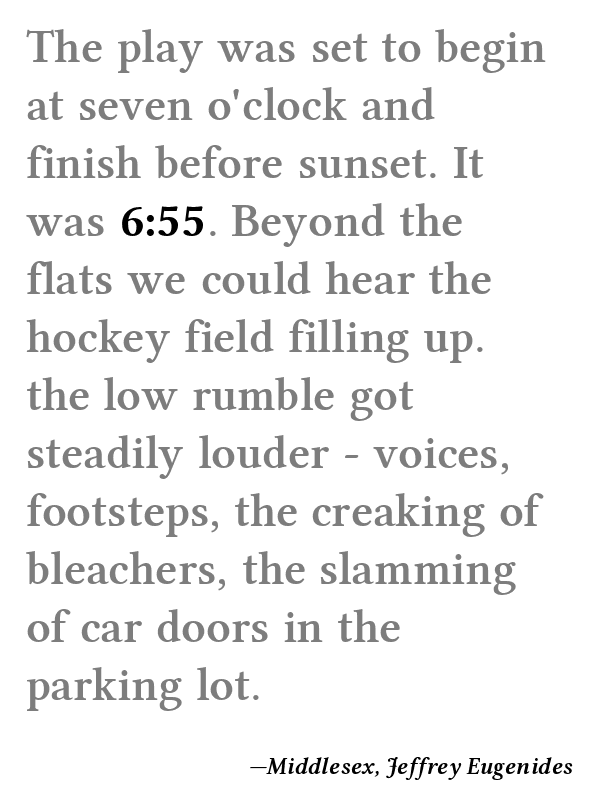 The play was set to begin
at seven o'clock and
finish before sunset. It
was 6:55. Beyond the
flats we could hear the
hockey field filling up.
the low rumble got
steadily louder - voices,
footsteps, the creaking of
bleachers, the slamming
of car doors in the
parking lot.
—Middlesex, Jeffrey Eugenides